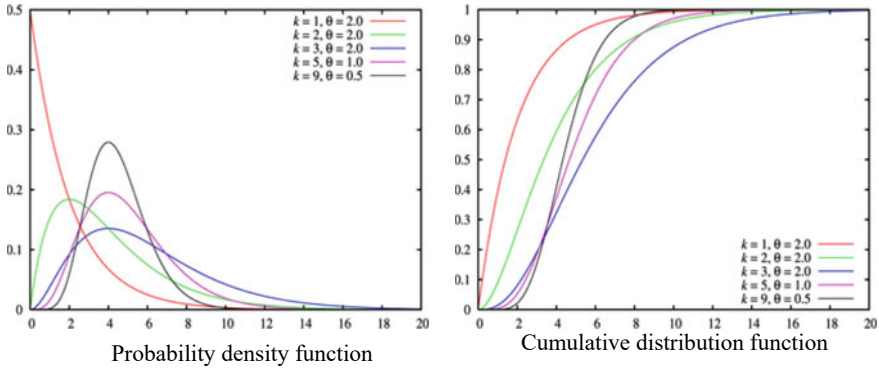 0.5
0.4
0.3
0.2
0.1
0
0 2 4 6 8 10 12 14 16 18 20
k = 1, θ = 2.0
k = 2, θ = 2.0
k = 3, θ = 2.0
k = 5, θ = 1.0
k = 9, θ = 0.5
Probability density function
1
0.9
0.8
0.7
0.6
0.5
0.4
0.3
0.2
0.1
0
0 2 4 6 8 10 12 14 16 18 20
k = 1, θ = 2.0
k = 2, θ = 2.0
k = 3, θ = 2.0
k = 5, θ = 1.0
k = 9, θ = 0.5
Cumulative distribution function